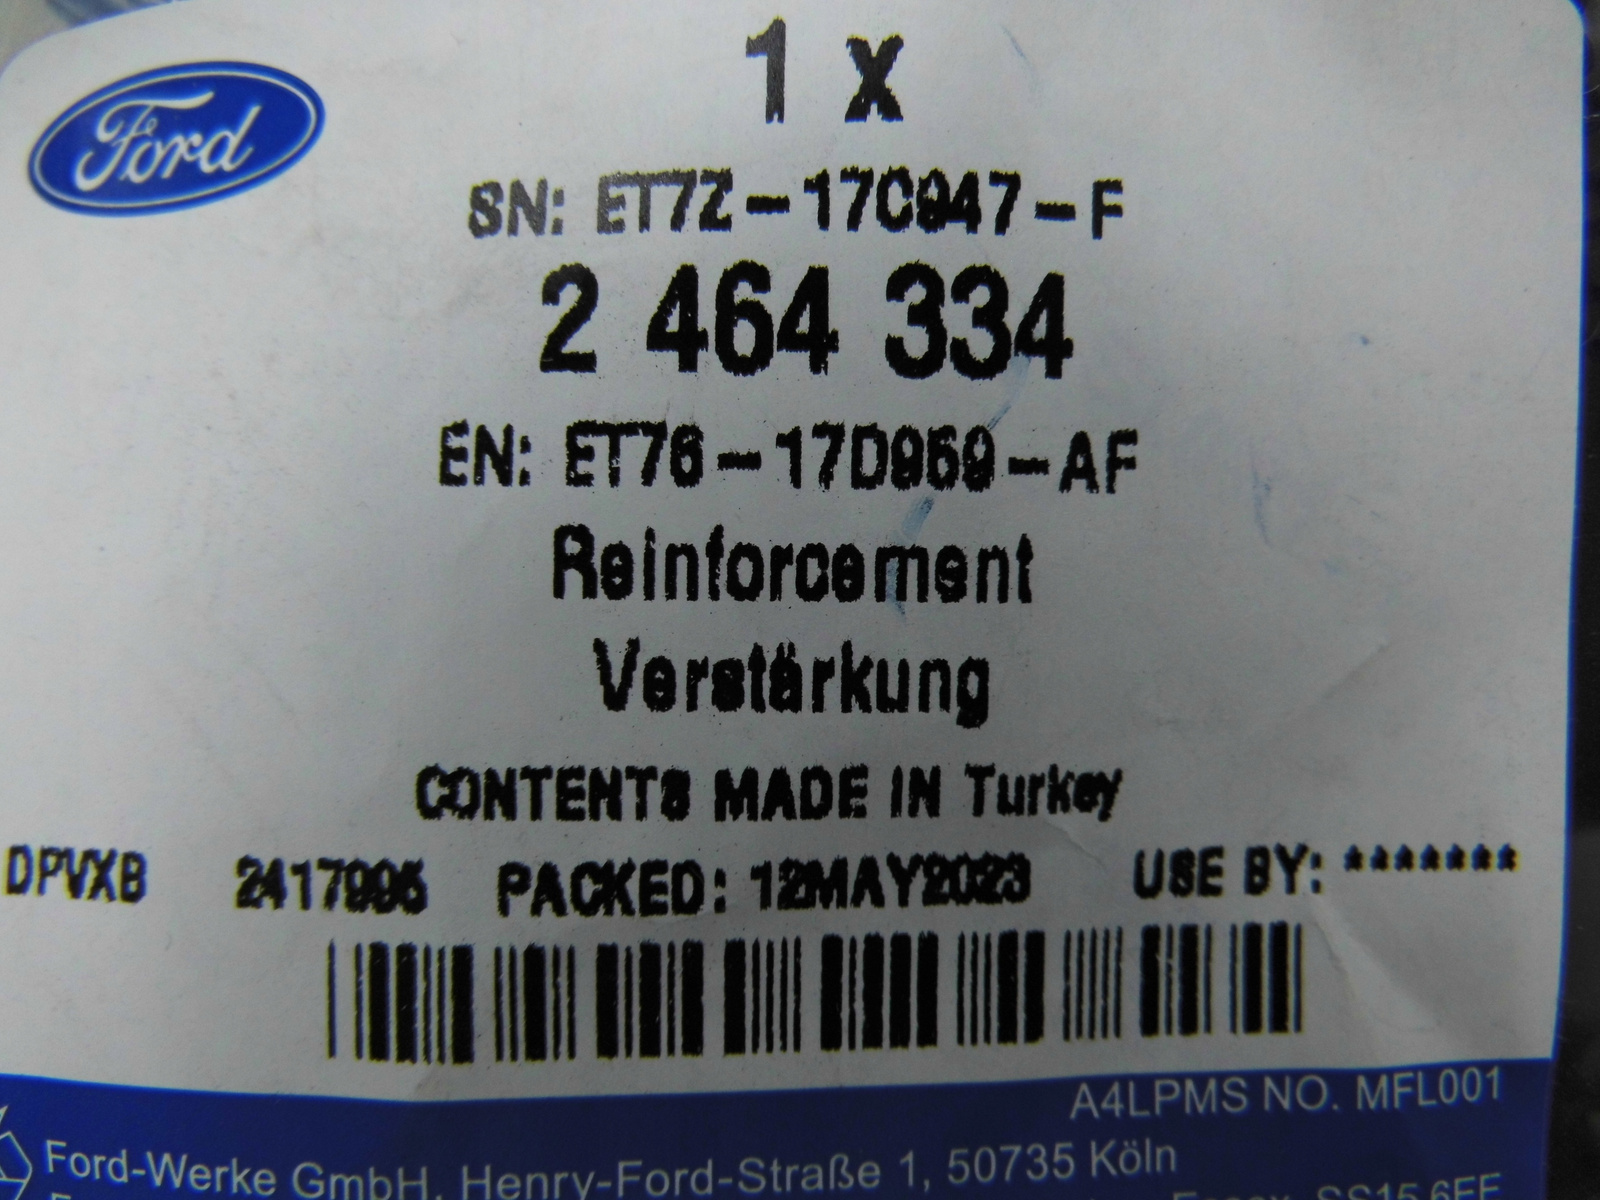 Ford
1 x
SN: ET7Z-17C947-F
2 464 334
EN: ET76-17D959-AF
Reinforcement
Verstärkung
CONTENTS MADE IN Turkey
DPVXB 2417995 PACKED: 12MAY2023 USE BY: *******
A4LPMS NO. MFL001
Ford-Werke GmbH, Henry-Ford-Straße 1, 50735 Köln